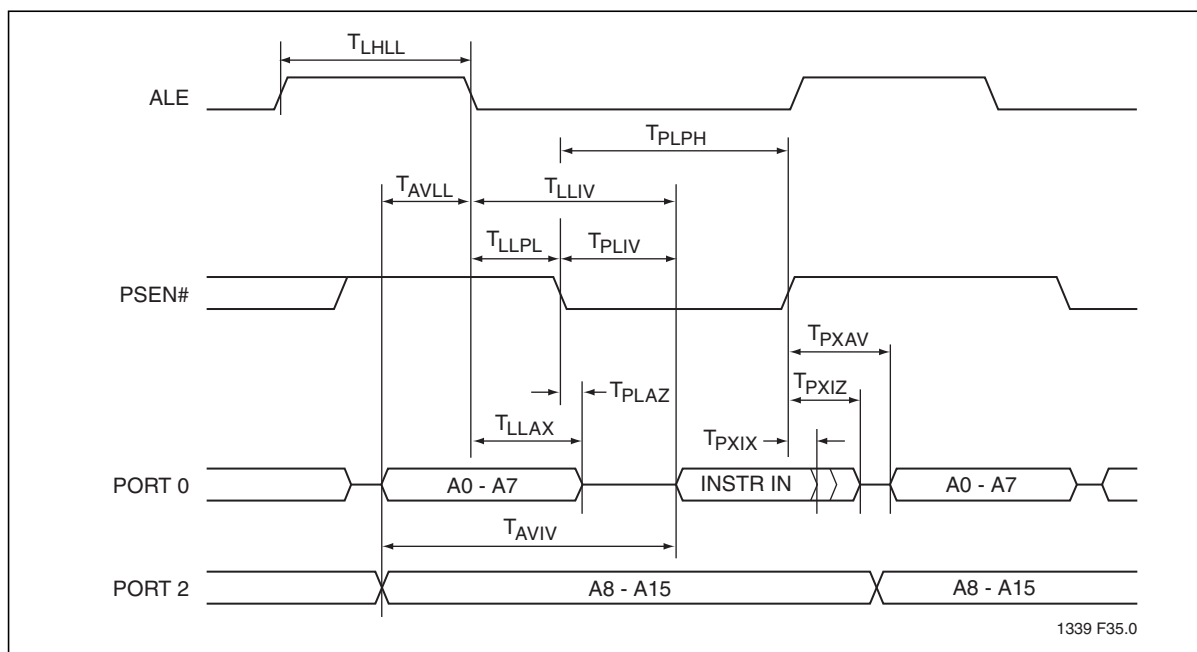 TLHLL
ALE
TPLPH
TAVLL
TLLIV
TLLPL
TPLIV
PSEN#
TPXAV
TPXIZ
TPLAZ
TLLAX
TPXIX
PORT 0
A0 - A7
INSTR IN
A0 - A7
TAVIV
PORT 2
A8 - A15
A8 - A15
1339 F35.0